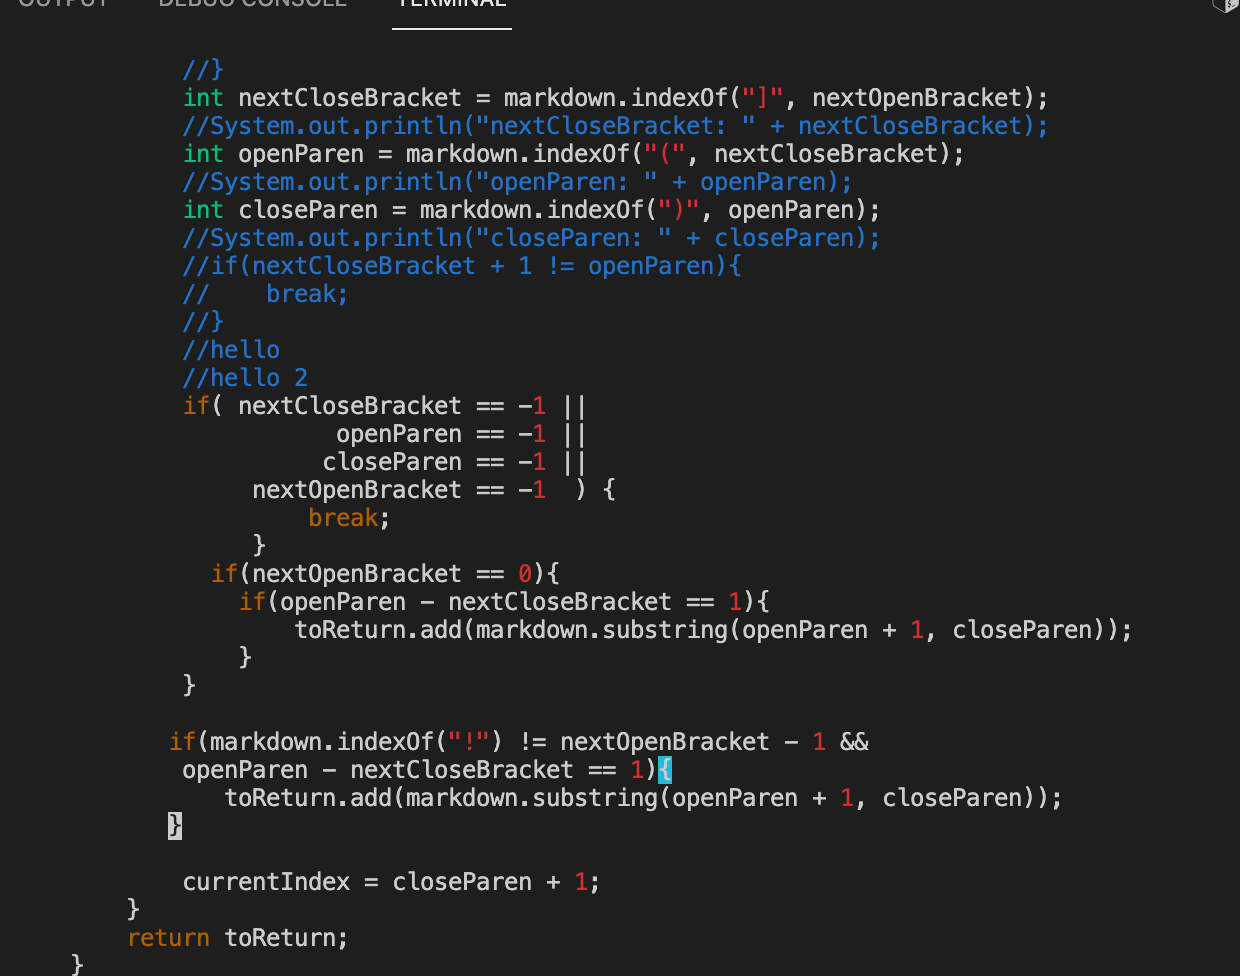 OUTPUT DEBUG CONSOLE TERMINAL
//}
int nextCloseBracket = markdown.indexOf("]", nextOpenBracket);
//System.out.println("nextCloseBracket: " + nextCloseBracket);
int openParen = markdown.indexOf("(", nextCloseBracket);
//System.out.println("openParen: " + openParen);
int closeParen = markdown.indexOf(")", openParen);
//System.out.println("closeParen: " + closeParen);
//if(nextCloseBracket + 1 != openParen){
//    break;
//}
//hello
//hello 2
if( nextCloseBracket == -1 ||
openParen == -1 ||
closeParen == -1 ||
nextOpenBracket == -1  ) {
break;
}
if(nextOpenBracket == 0){
if(openParen - nextCloseBracket == 1){
toReturn.add(markdown.substring(openParen + 1, closeParen));
}
}
if(markdown.indexOf("!") != nextOpenBracket - 1 &&
openParen - nextCloseBracket == 1){
toReturn.add(markdown.substring(openParen + 1, closeParen));
}
currentIndex = closeParen + 1;
}
return toReturn;
}